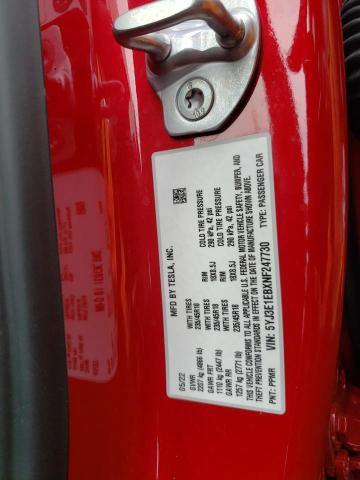 05/22 MFD BY TESLA, INC.
GVWR WITH TIRES RIM COLD TIRE PRESSURE
2207 kg (4866 lb) 235/45R18 18X8.5J 290 kPa, 42 psi
GAWR FRT WITH TIRES RIM COLD TIRE PRESSURE
1110 kg (2447 lb) 235/45R18 18X8.5J 290 kPa, 42 psi
GAWR RR
1257 kg (2771 lb)
THIS VEHICLE CONFORMS TO ALL APPLICABLE U.S. FEDERAL MOTOR VEHICLE SAFETY, BUMPER, AND
THEFT PREVENTION STANDARDS IN EFFECT ON THE DATE OF MANUFACTURE SHOWN ABOVE.
VIN: 5YJ3E1EBXNF247730 TYPE: PASSENGER CAR
PNT: PPMR